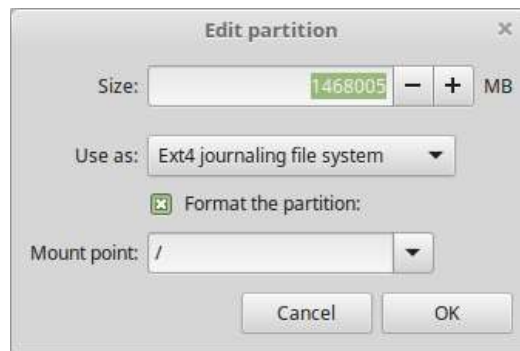 Edit partition
Size: 1468005 MB
Use as: Ext4 journaling file system
Format the partition:
Mount point: /
Cancel OK